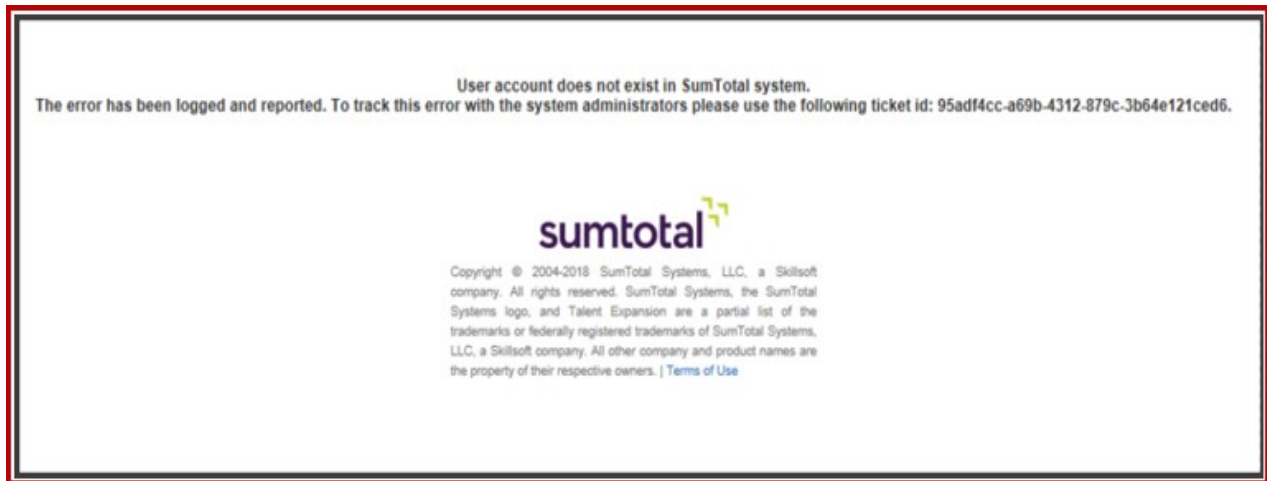 User account does not exist in SumTotal system.
The error has been logged and reported. To track this error with the system administrators please use the following ticket id: 95adf4cc-a69b-4312-879c-3b64e121ced6.
sumtotal
Copyright © 2004-2018 SumTotal Systems, LLC, a Skillsoft
company. All rights reserved. SumTotal Systems, the SumTotal
Systems logo, and Talent Expansion are a partial list of the
trademarks or federally registered trademarks of SumTotal Systems,
LLC, a Skillsoft company. All other company and product names are
the property of their respective owners. | Terms of Use